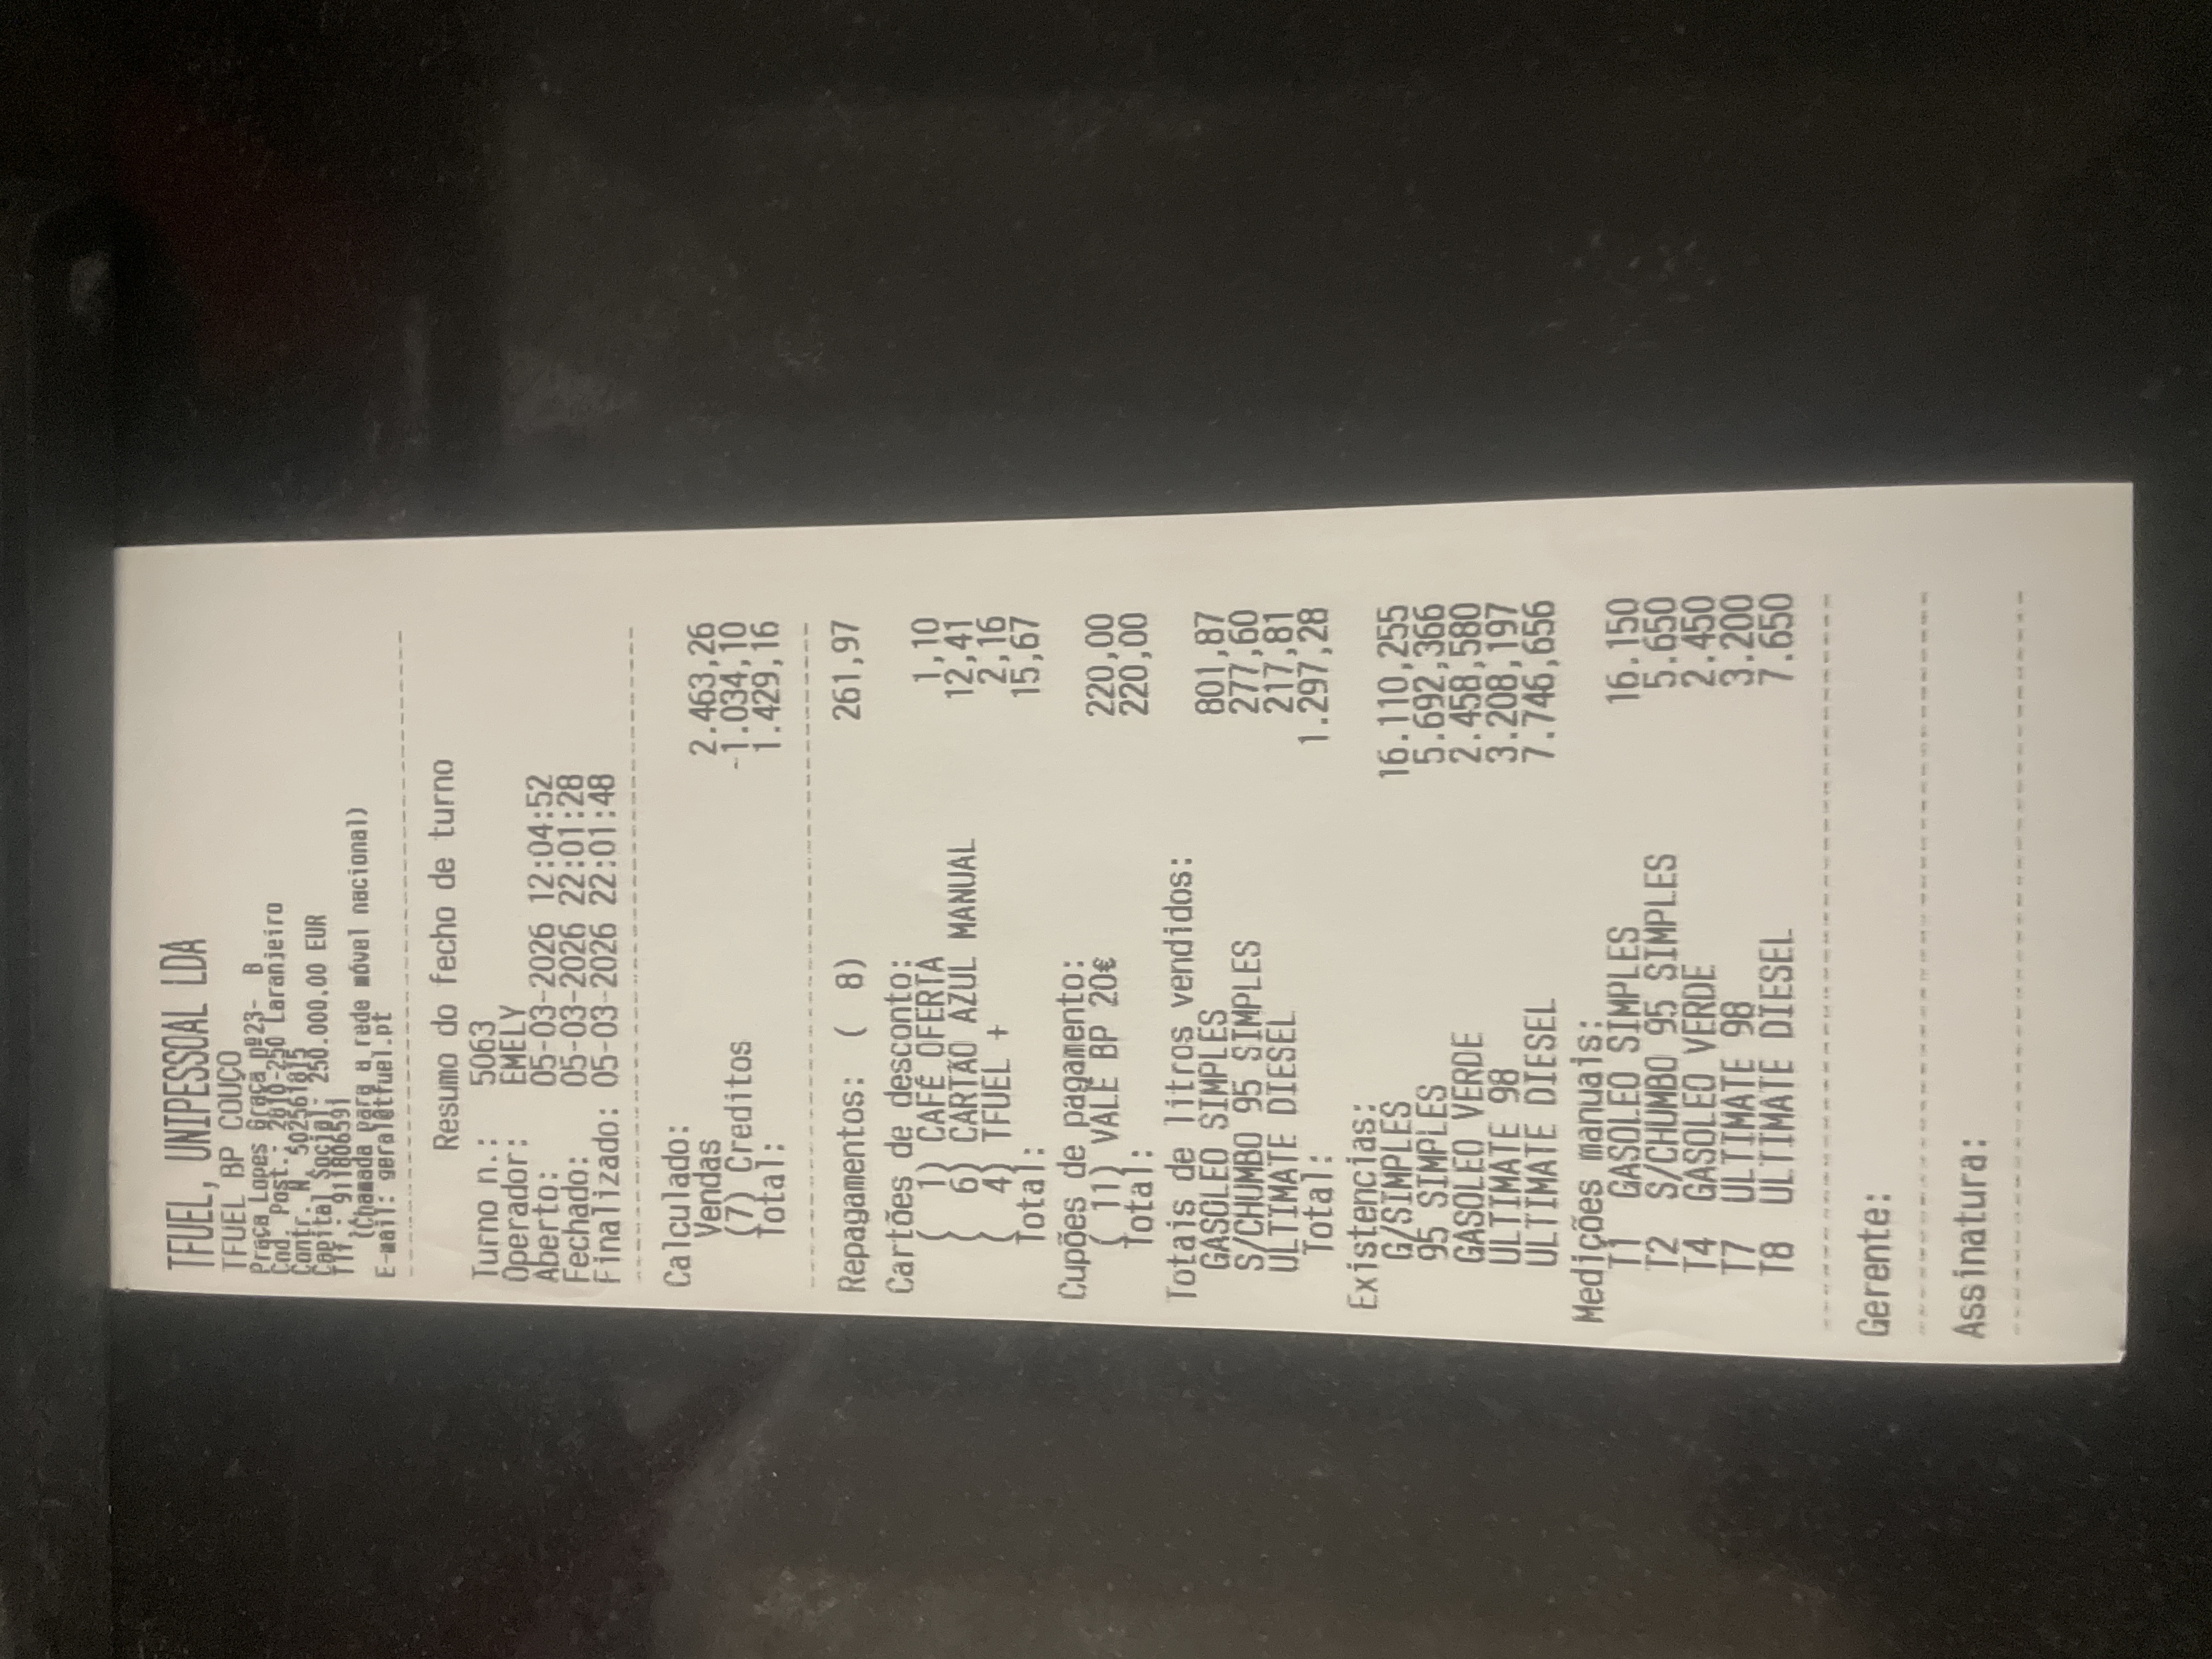 TFUEL, UNIPESSOAL LDA
TFUEL BP COUÇO
Praça Lopes Graça nº23- B
Cod. Post.: 2810-250 Laranjeiro
Contr. N. 502561815
Capital Social- 250.000.00 EUR
Tlf.: 911806591
(Chamada para a rede móvel nacional)
E-mail: geral@tfuel.pt
Resumo do fecho de turno
Turno n.: 5063
Operador: EMELY
Aberto: 05-03-2026 12:04:52
Fechado: 05-03-2026 22:01:28
Finalizado: 05-03-2026 22:01:48
Calculado:
Vendas 2.463,26
(7) Creditos -1.034,10
Total: 1.429,16
Repagamentos: ( 8) 261,97
Cartões de desconto:
( 1) CAFÉ OFERTA 1,10
( 6) CARTÃO AZUL MANUAL 12,41
( 4) TFUEL + 2,16
Total: 15,67
Cupões de pagamento:
( 11) VALE BP 20€ 220,00
Total: 220,00
Totais de litros vendidos:
GASOLEO SIMPLES 801,87
S/CHUMBO 95 SIMPLES 277,60
ULTIMATE DIESEL 217,81
Total: 1.297,28
Existencias:
G/SIMPLES 16.110,255
95 SIMPLES 5.692,366
GASOLEO VERDE 2.458,580
ULTIMATE 98 3.208,197
ULTIMATE DIESEL 7.746,656
Medições manuais:
T1 GASOLEO SIMPLES 16.150
T2 S/CHUMBO 95 SIMPLES 5.650
T4 GASOLEO VERDE 2.450
T7 ULTIMATE 98 3.200
T8 ULTIMATE DIESEL 7.650
Gerente:
Assinatura: